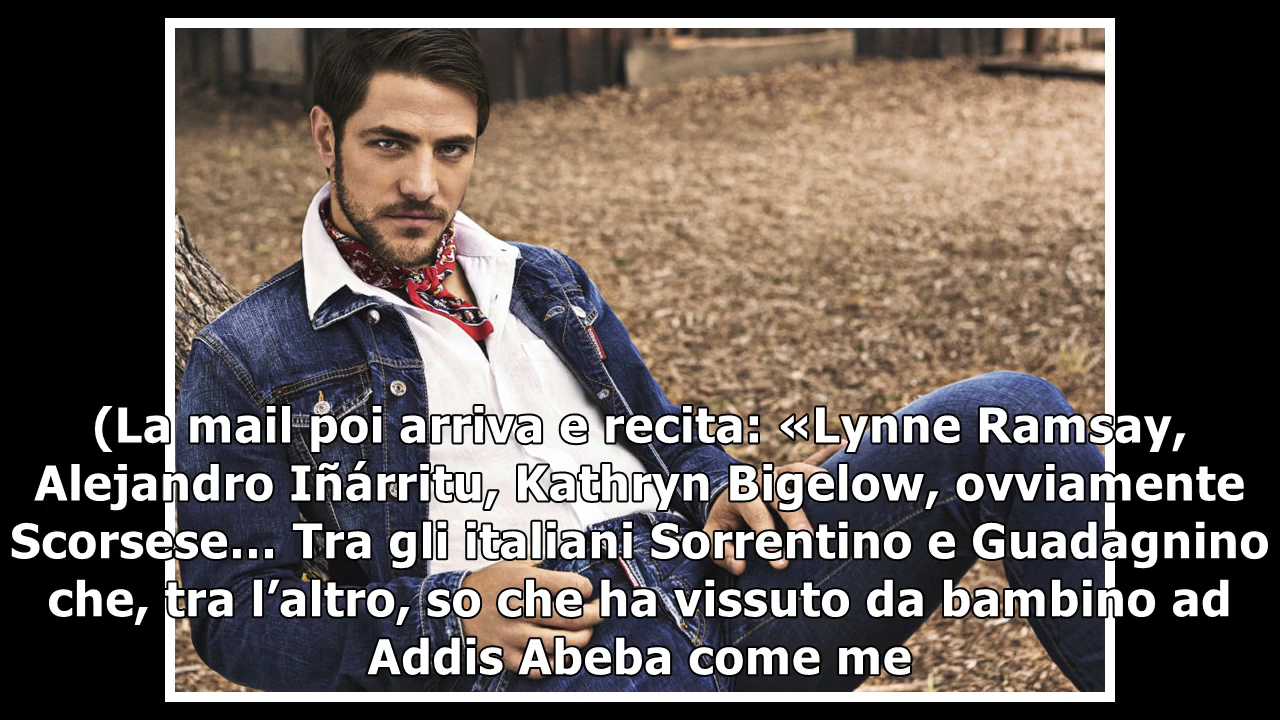 (La mail poi arriva e recita: «Lynne Ramsay,
Alejandro Iñárritu, Kathryn Bigelow, ovviamente
Scorsese... Tra gli italiani Sorrentino e Guadagnino
che, tra l’altro, so che ha vissuto da bambino ad
Addis Abeba come me